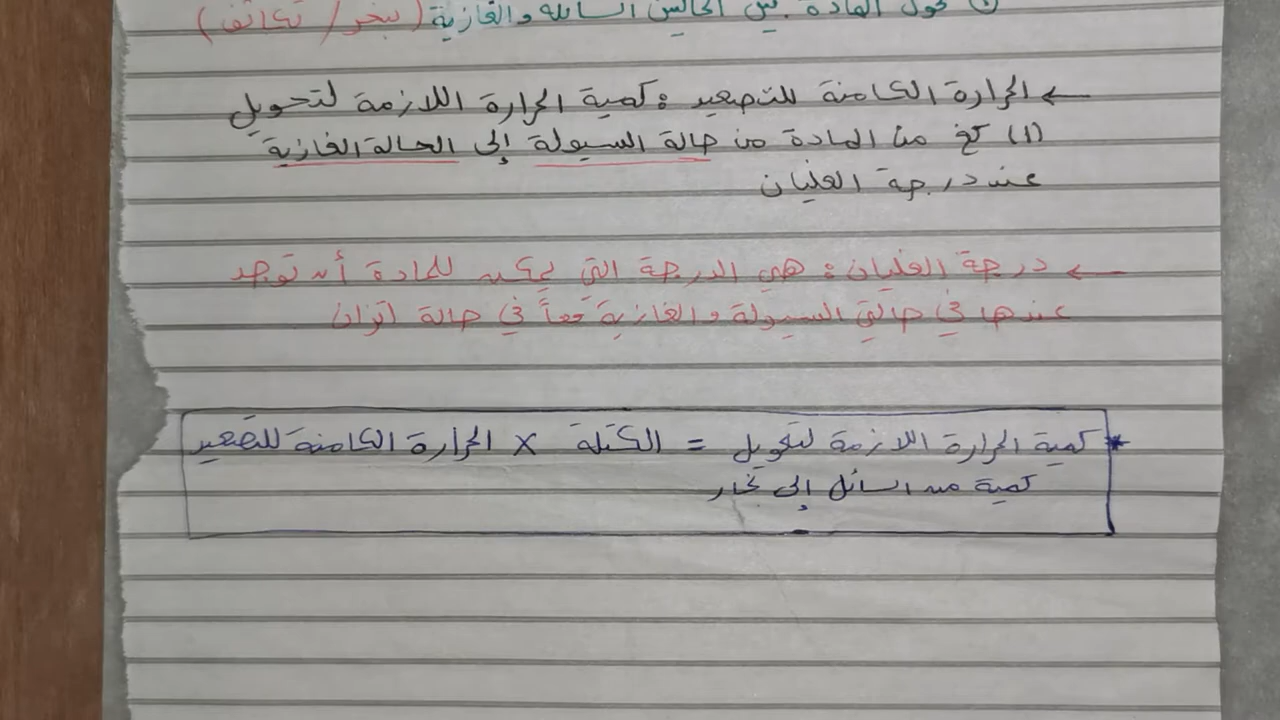 تحول المادة بين الحالتين السائلة والغازية (تبخر / تكاثف)
← الحرارة الكامنة للتصعيد: كمية الحرارة اللازمة لتحويل
(1) كغ من المادة من حالة السيولة إلى الحالة الغازية
عند درجة الغليان
← درجة الغليان: هي الدرجة التي يمكن للمادة أن توجد
عندها في حالتي السيولة والغازية معاً في حالة اتزان
* كمية الحرارة اللازمة لتحويل = الكتلة × الحرارة الكامنة للتصعيد
كمية من السائل إلى بخار